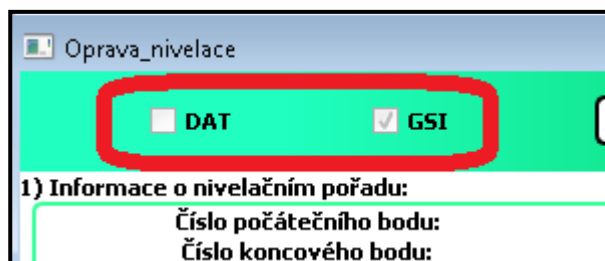 Oprava_nivelace
DAT GSI
1) Informace o nivelačním pořadu:
Číslo počátečního bodu:
Číslo koncového bodu: